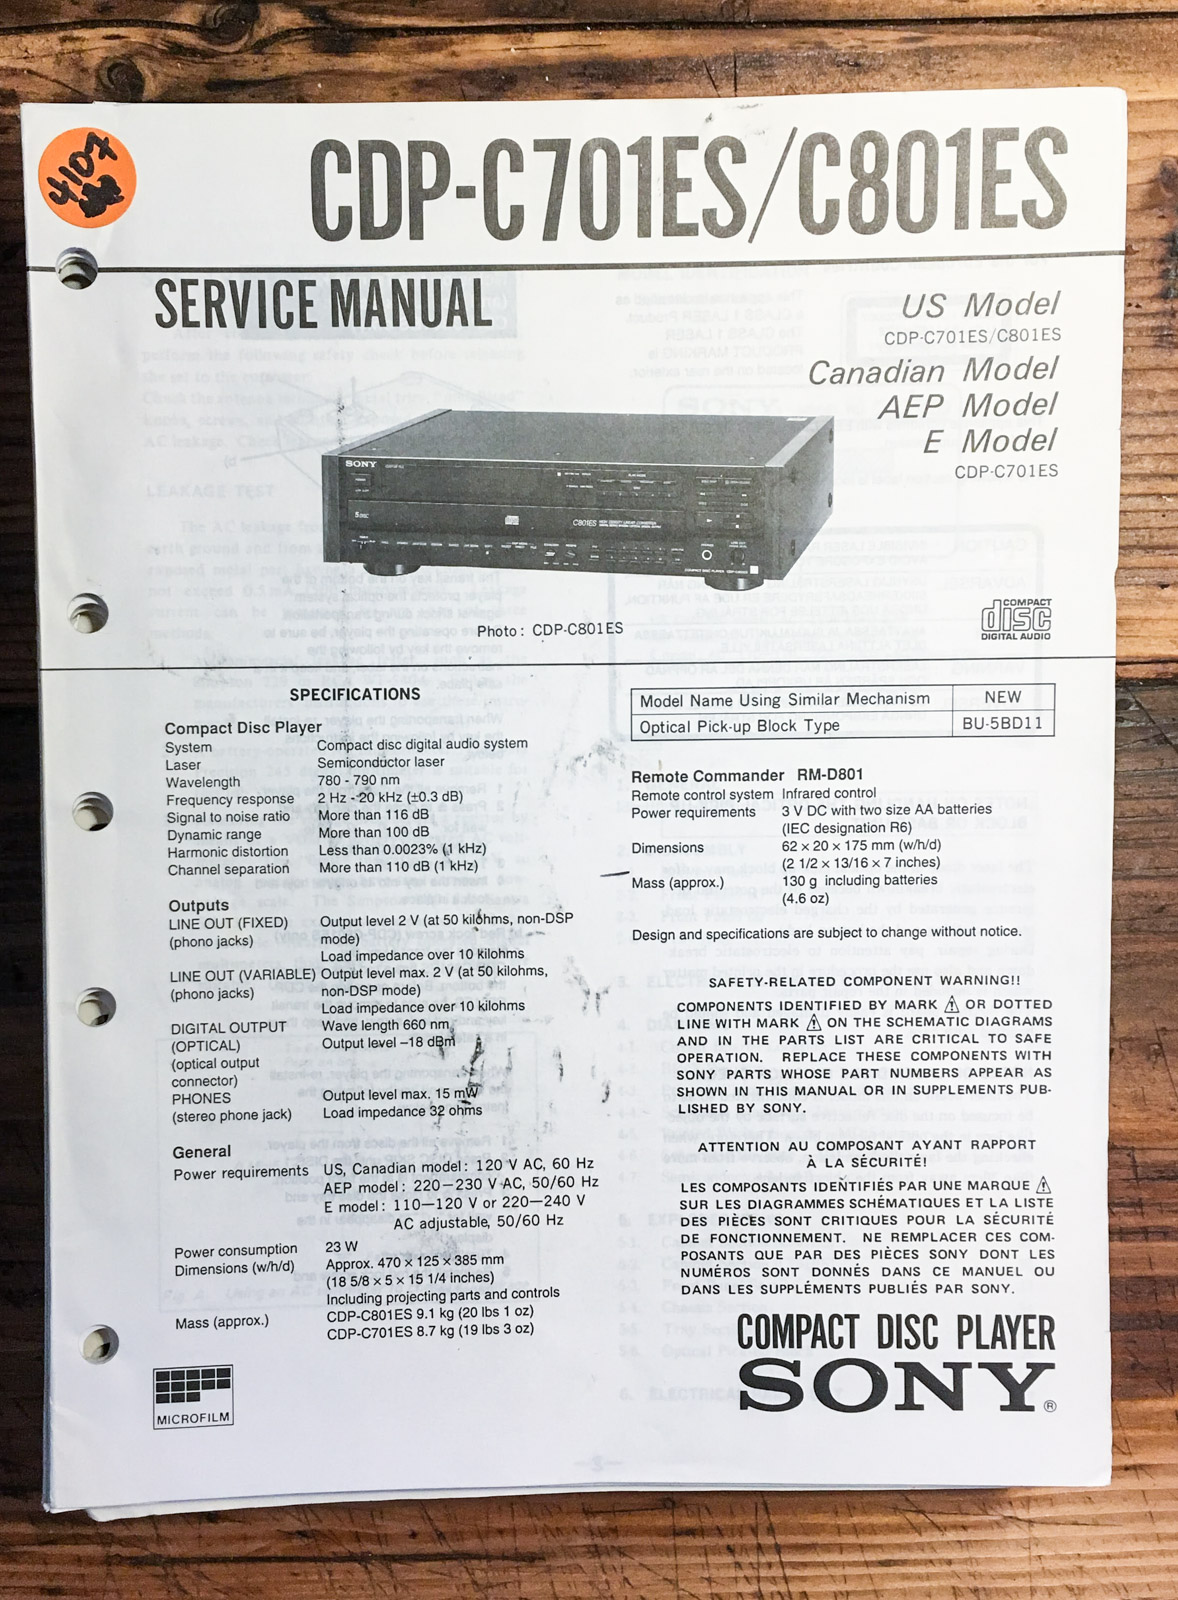 4107
CDP-C701ES/C801ES
SERVICE MANUAL
US Model
CDP-C701ES/C801ES
Canadian Model
AEP Model
E Model
CDP-C701ES
SONY
5 DISC
C801ES
COMPACT DISC PLAYER
Photo : CDP-C801ES
COMPACT
disc
DIGITAL AUDIO
SPECIFICATIONS
Compact Disc Player
System Compact disc digital audio system
Laser Semiconductor laser
Wavelength 780 - 790 nm
Frequency response 2 Hz - 20 kHz (±0.3 dB)
Signal to noise ratio More than 116 dB
Dynamic range More than 100 dB
Harmonic distortion Less than 0.0023% (1 kHz)
Channel separation More than 110 dB (1 kHz)
Outputs
LINE OUT (FIXED) Output level 2 V (at 50 kilohms, non-DSP
(phono jacks) mode)
Load impedance over 10 kilohms
LINE OUT (VARIABLE) Output level max. 2 V (at 50 kilohms,
(phono jacks) non-DSP mode)
Load impedance over 10 kilohms
DIGITAL OUTPUT Wave length 660 nm
(OPTICAL) Output level –18 dBm
(optical output
connector)
PHONES Output level max. 15 mW
(stereo phone jack) Load impedance 32 ohms
General
Power requirements US, Canadian model : 120 V AC, 60 Hz
AEP model : 220—230 V AC, 50/60 Hz
E model : 110—120 V or 220—240 V
AC adjustable, 50/60 Hz
Power consumption 23 W
Dimensions (w/h/d) Approx. 470 × 125 × 385 mm
(18 5/8 × 5 × 15 1/4 inches)
Including projecting parts and controls
Mass (approx.) CDP-C801ES 9.1 kg (20 lbs 1 oz)
CDP-C701ES 8.7 kg (19 lbs 3 oz)
MICROFILM
Model Name Using Similar Mechanism NEW
Optical Pick-up Block Type BU-5BD11
Remote Commander RM-D801
Remote control system Infrared control
Power requirements 3 V DC with two size AA batteries
(IEC designation R6)
Dimensions 62 × 20 × 175 mm (w/h/d)
(2 1/2 × 13/16 × 7 inches)
Mass (approx.) 130 g including batteries
(4.6 oz)
Design and specifications are subject to change without notice.
SAFETY-RELATED COMPONENT WARNING!!
COMPONENTS IDENTIFIED BY MARK ⚠ OR DOTTED
LINE WITH MARK ⚠ ON THE SCHEMATIC DIAGRAMS
AND IN THE PARTS LIST ARE CRITICAL TO SAFE
OPERATION. REPLACE THESE COMPONENTS WITH
SONY PARTS WHOSE PART NUMBERS APPEAR AS
SHOWN IN THIS MANUAL OR IN SUPPLEMENTS PUB-
LISHED BY SONY.
ATTENTION AU COMPOSANT AYANT RAPPORT
À LA SÉCURITÉ!
LES COMPOSANTS IDENTIFIÉS PAR UNE MARQUE ⚠
SUR LES DIAGRAMMES SCHÉMATIQUES ET LA LISTE
DES PIÈCES SONT CRITIQUES POUR LA SÉCURITÉ
DE FONCTIONNEMENT. NE REMPLACER CES COM-
POSANTS QUE PAR DES PIÈCES SONY DONT LES
NUMÉROS SONT DONNÉS DANS CE MANUEL OU
DANS LES SUPPLÉMENTS PUBLIÉS PAR SONY.
COMPACT DISC PLAYER
SONY®